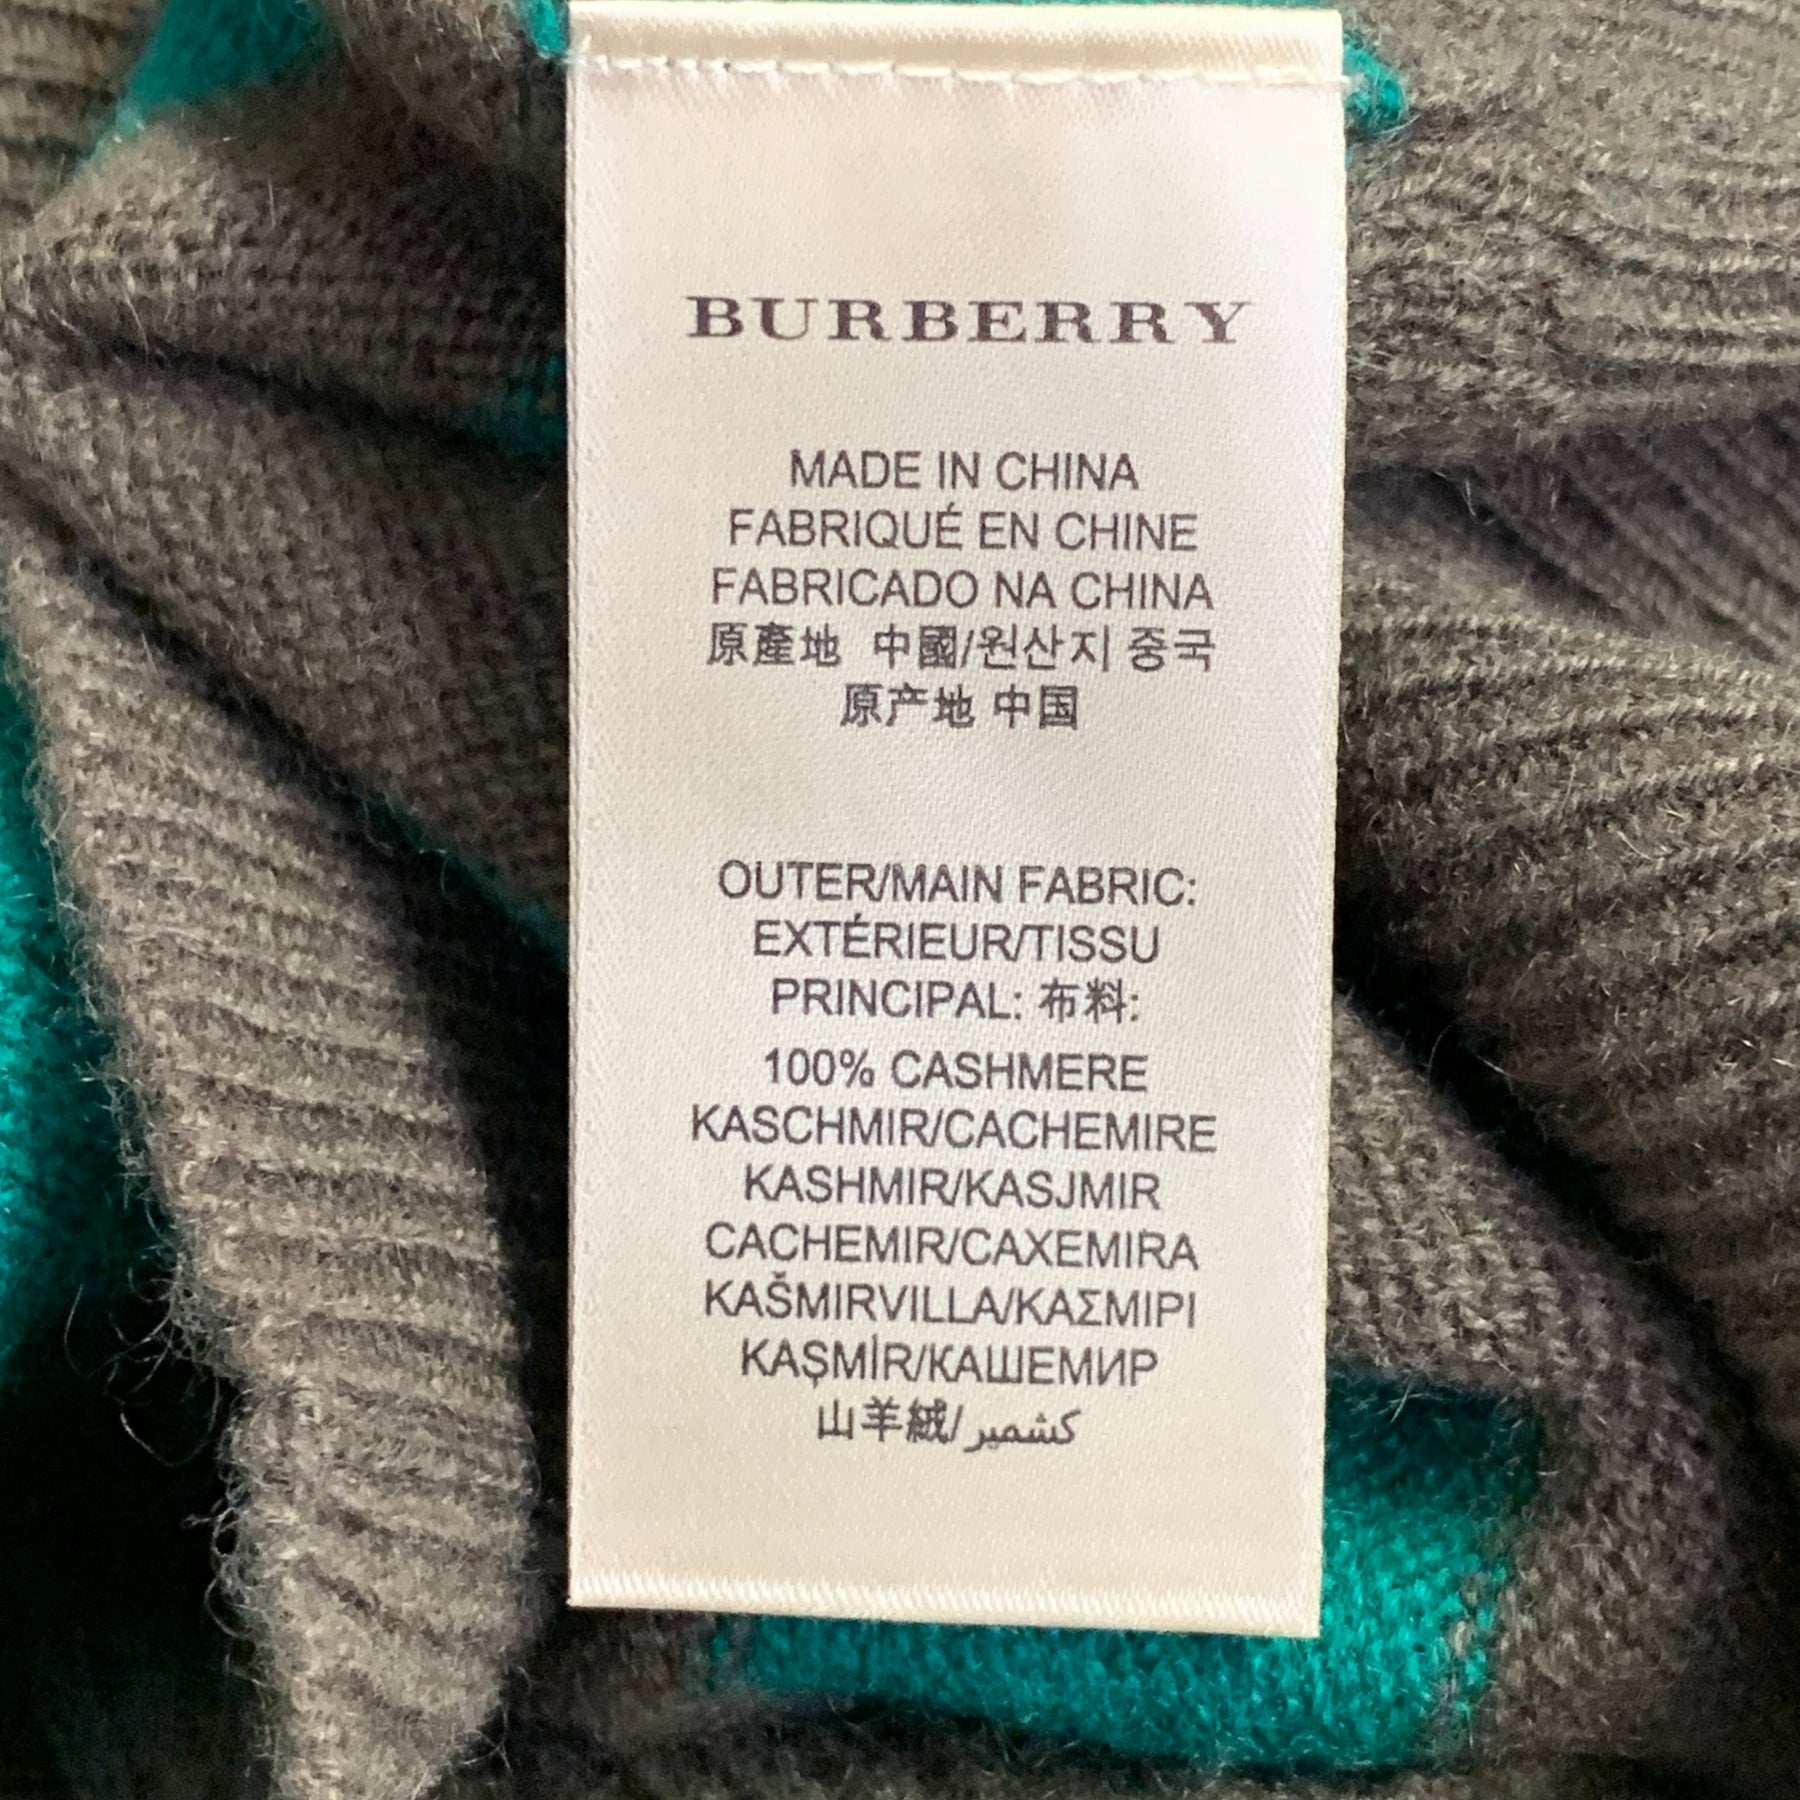 BURBERRY
MADE IN CHINA
FABRIQUÉ EN CHINE
FABRICADO NA CHINA
原產地 中國/원산지 중국
原产地 中国
OUTER/MAIN FABRIC:
EXTÉRIEUR/TISSU
PRINCIPAL: 布料:
100% CASHMERE
KASCHMIR/CACHEMIRE
KASHMIR/KASJMIR
CACHEMIR/CAXEMIRA
KAŠMIRVILLA/ΚΑΣΜΙΡΙ
KAŞMİR/КАШЕМИР
山羊絨/كشمير